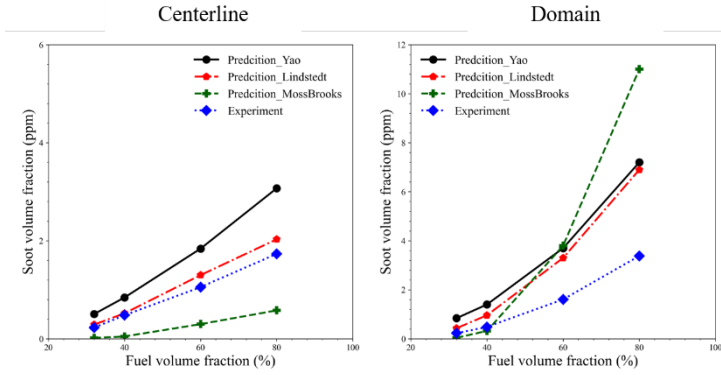 Centerline
Domain
6
4
2
0
20
40
60
80
100
Soot volume fraction (ppm)
Fuel volume fraction (%)
Predcition_Yao
Predcition_Lindstedt
Predcition_MossBrooks
Experiment
12
10
8
6
4
2
0
20
40
60
80
100
Soot volume fraction (ppm)
Fuel volume fraction (%)
Predcition_Yao
Predcition_Lindstedt
Predcition_MossBrooks
Experiment